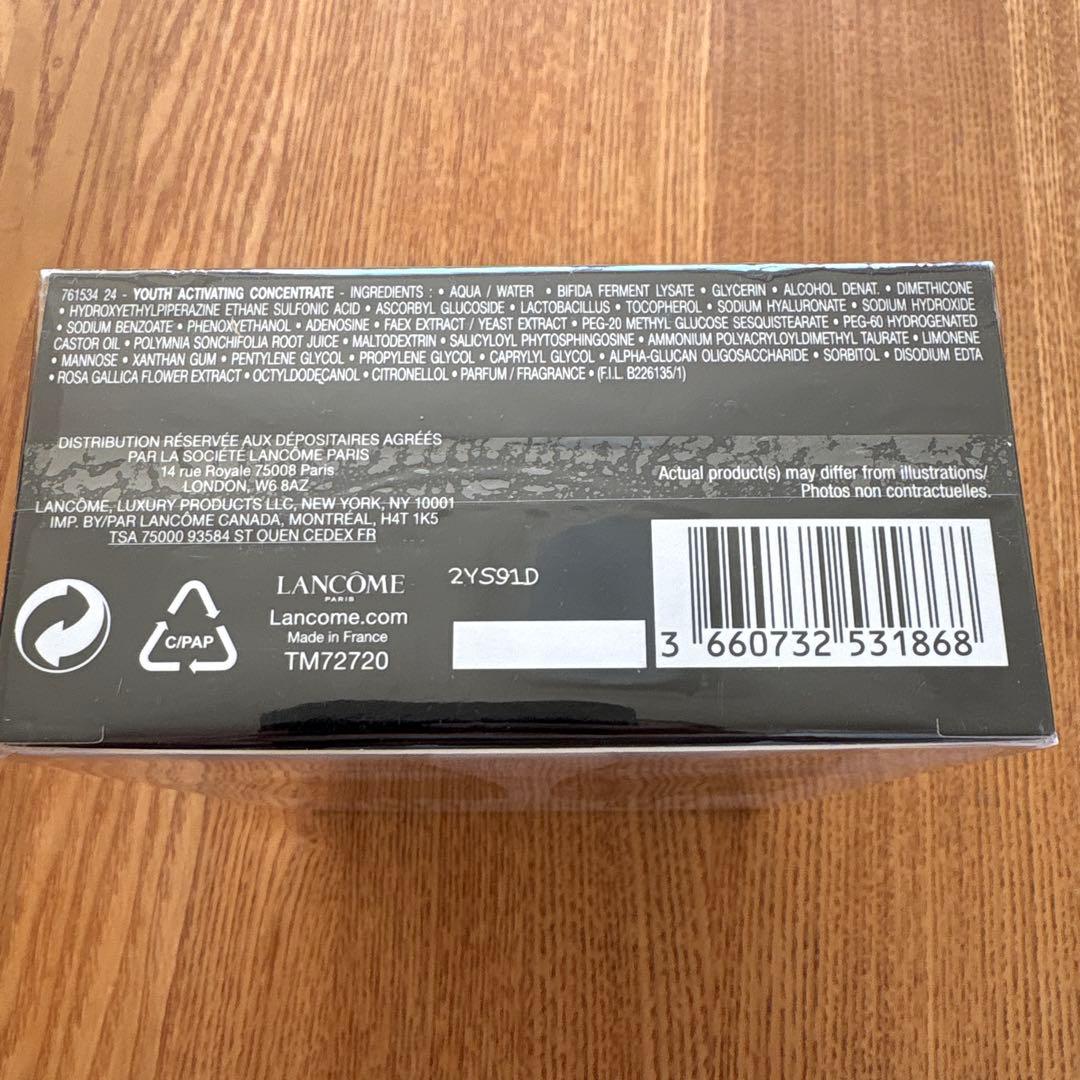 761534 24 - YOUTH ACTIVATING CONCENTRATE - INGREDIENTS : • AQUA / WATER • BIFIDA FERMENT LYSATE • GLYCERIN • ALCOHOL DENAT. • DIMETHICONE
• HYDROXYETHYLPIPERAZINE ETHANE SULFONIC ACID • ASCORBYL GLUCOSIDE • LACTOBACILLUS • TOCOPHEROL • SODIUM HYALURONATE • SODIUM HYDROXIDE
• SODIUM BENZOATE • PHENOXYETHANOL • ADENOSINE • FAEX EXTRACT / YEAST EXTRACT • PEG-20 METHYL GLUCOSE SESQUISTEARATE • PEG-60 HYDROGENATED
CASTOR OIL • POLYMNIA SONCHIFOLIA ROOT JUICE • MALTODEXTRIN • SALICYLOYL PHYTOSPHINGOSINE • AMMONIUM POLYACRYLOYLDIMETHYL TAURATE • LIMONENE
• MANNOSE • XANTHAN GUM • PENTYLENE GLYCOL • PROPYLENE GLYCOL • CAPRYLYL GLYCOL • ALPHA-GLUCAN OLIGOSACCHARIDE • SORBITOL • DISODIUM EDTA
• ROSA GALLICA FLOWER EXTRACT • OCTYLDODECANOL • CITRONELLOL • PARFUM / FRAGRANCE • (F.I.L. B226135/1)
DISTRIBUTION RÉSERVÉE AUX DÉPOSITAIRES AGRÉÉS
PAR LA SOCIÉTÉ LANCÔME PARIS
14 rue Royale 75008 Paris
LONDON, W6 8AZ
LANCÔME, LUXURY PRODUCTS LLC, NEW YORK, NY 10001
IMP. BY/PAR LANCÔME CANADA, MONTRÉAL, H4T 1K5
TSA 75000 93584 ST OUEN CEDEX FR
Actual product(s) may differ from illustrations/
Photos non contractuelles.
C/PAP
LANCÔME
PARIS
Lancome.com
Made in France
TM72720
2YS91D
3 660732 531868